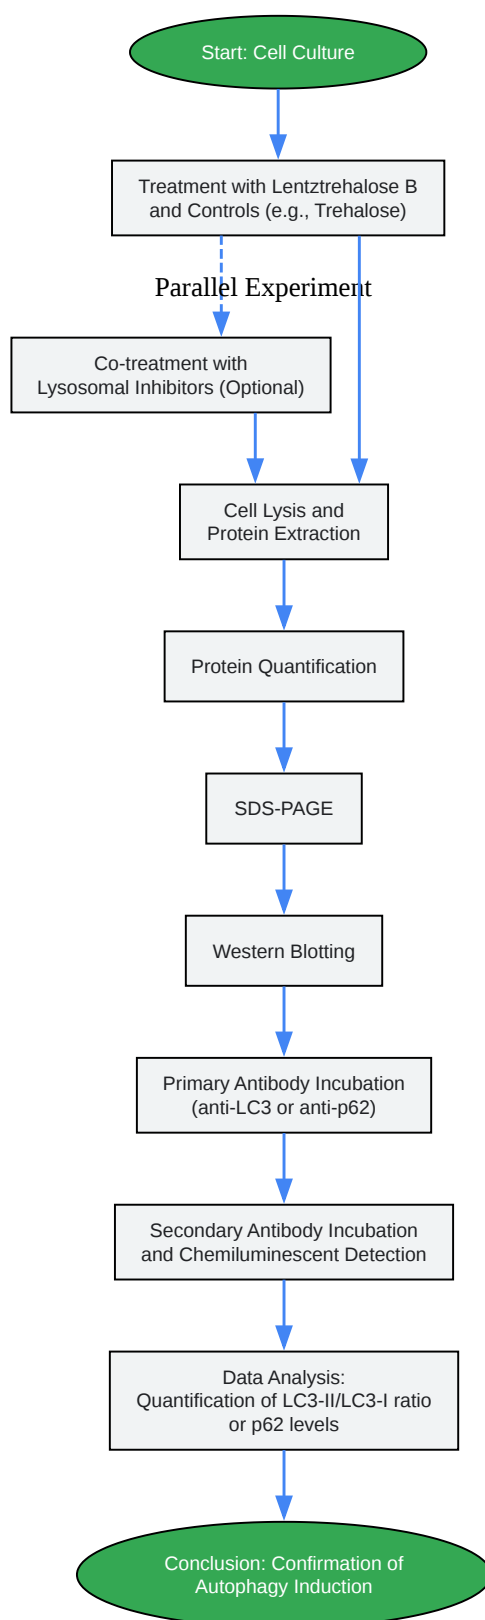 Start: Cell Culture
Treatment with Lentztrehalose B
and Controls (e.g., Trehalose)
Parallel Experiment
Co-treatment with
Lysosomal Inhibitors (Optional)
Cell Lysis and
Protein Extraction
Protein Quantification
SDS-PAGE
Western Blotting
Primary Antibody Incubation
(anti-LC3 or anti-p62)
Secondary Antibody Incubation
and Chemiluminescent Detection
Data Analysis:
Quantification of LC3-II/LC3-I ratio
or p62 levels
Conclusion: Confirmation of
Autophagy Induction